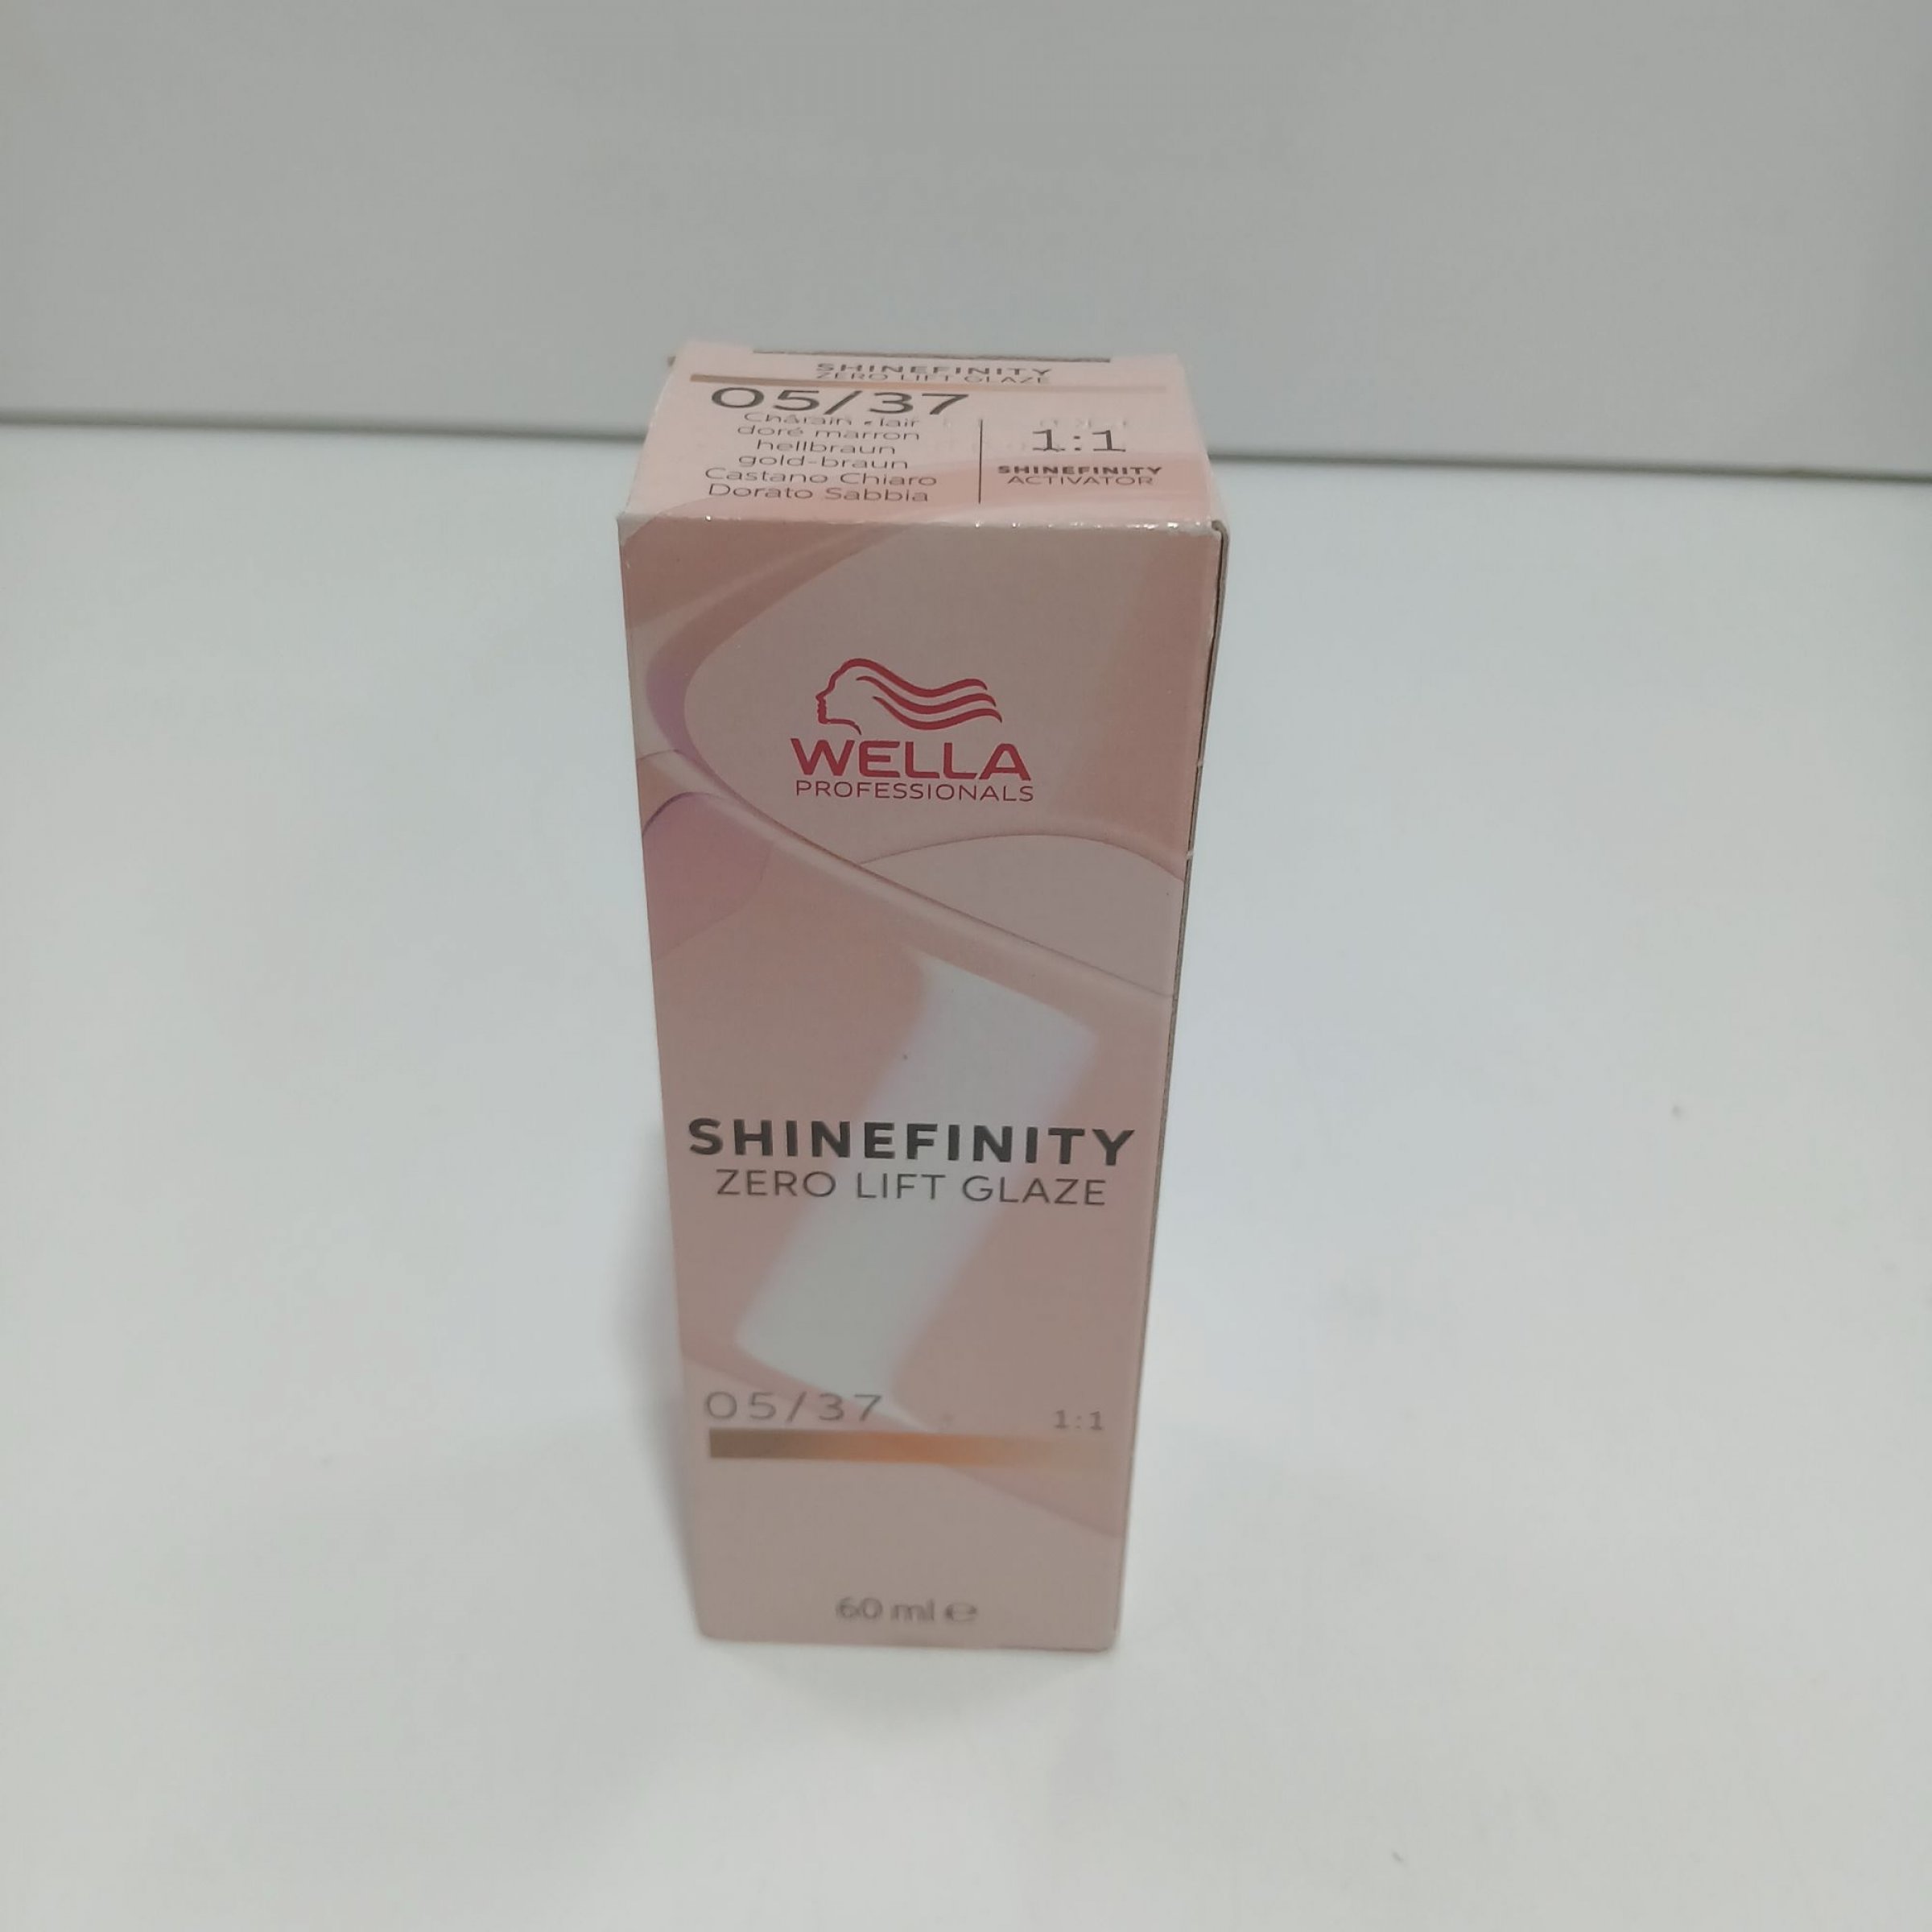 SHINEFINITY
ZERO LIFT GLAZE
05/37
doré marron
hellbraun
gold-braun
Castano Chiaro
Dorato Sabbia
1:1
SHINEFINITY
ACTIVATOR
WELLA
PROFESSIONALS
SHINEFINITY
ZERO LIFT GLAZE
05/37
1:1
60 ml e